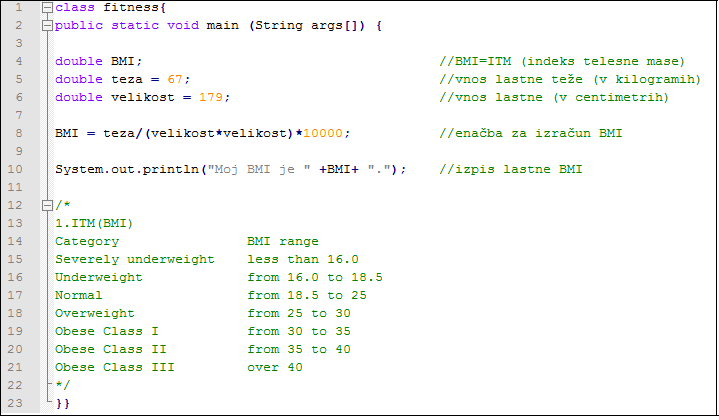 1 class fitness{
2 public static void main (String args[]) {
3
4 double BMI; //BMI=ITM (indeks telesne mase)
5 double teza = 67; //vnos lastne teže (v kilogramih)
6 double velikost = 179; //vnos lastne (v centimetrih)
7
8 BMI = teza/(velikost*velikost)*10000; //enačba za izračun BMI
9
10 System.out.println("Moj BMI je " +BMI+ "."); //izpis lastne BMI
11
12 /*
13 1.ITM(BMI)
14 Category BMI range
15 Severely underweight less than 16.0
16 Underweight from 16.0 to 18.5
17 Normal from 18.5 to 25
18 Overweight from 25 to 30
19 Obese Class I from 30 to 35
20 Obese Class II from 35 to 40
21 Obese Class III over 40
22 */
23 }}